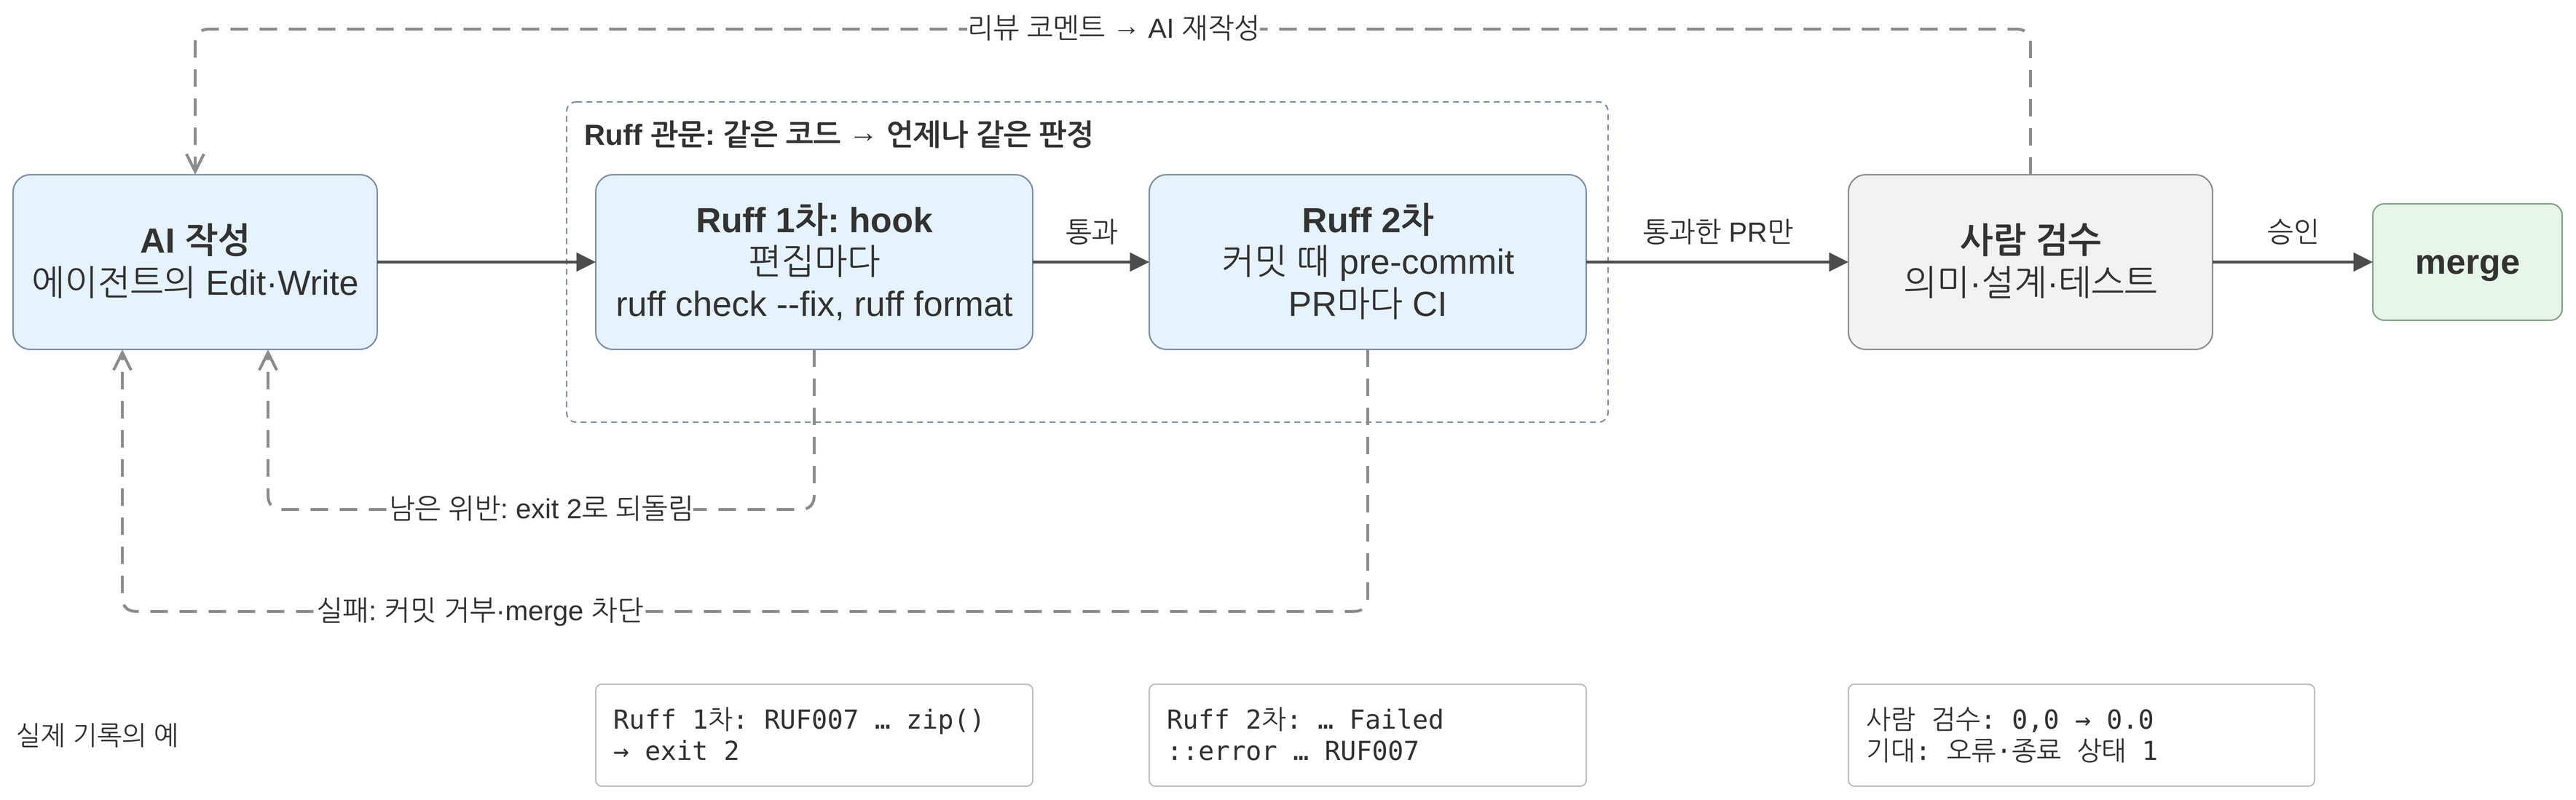 리뷰 코멘트 → AI 재작성
Ruff 관문: 같은 코드 → 언제나 같은 판정
AI 작성
에이전트의 Edit·Write
Ruff 1차: hook
편집마다
ruff check --fix, ruff format
통과
Ruff 2차
커밋 때 pre-commit
PR마다 CI
통과한 PR만
사람 검수
의미·설계·테스트
승인
merge
남은 위반: exit 2로 되돌림
실패: 커밋 거부·merge 차단
실제 기록의 예
Ruff 1차: RUF007 … zip()
→ exit 2
Ruff 2차: … Failed
::error … RUF007
사람 검수: 0,0 → 0.0
기대: 오류·종료 상태 1